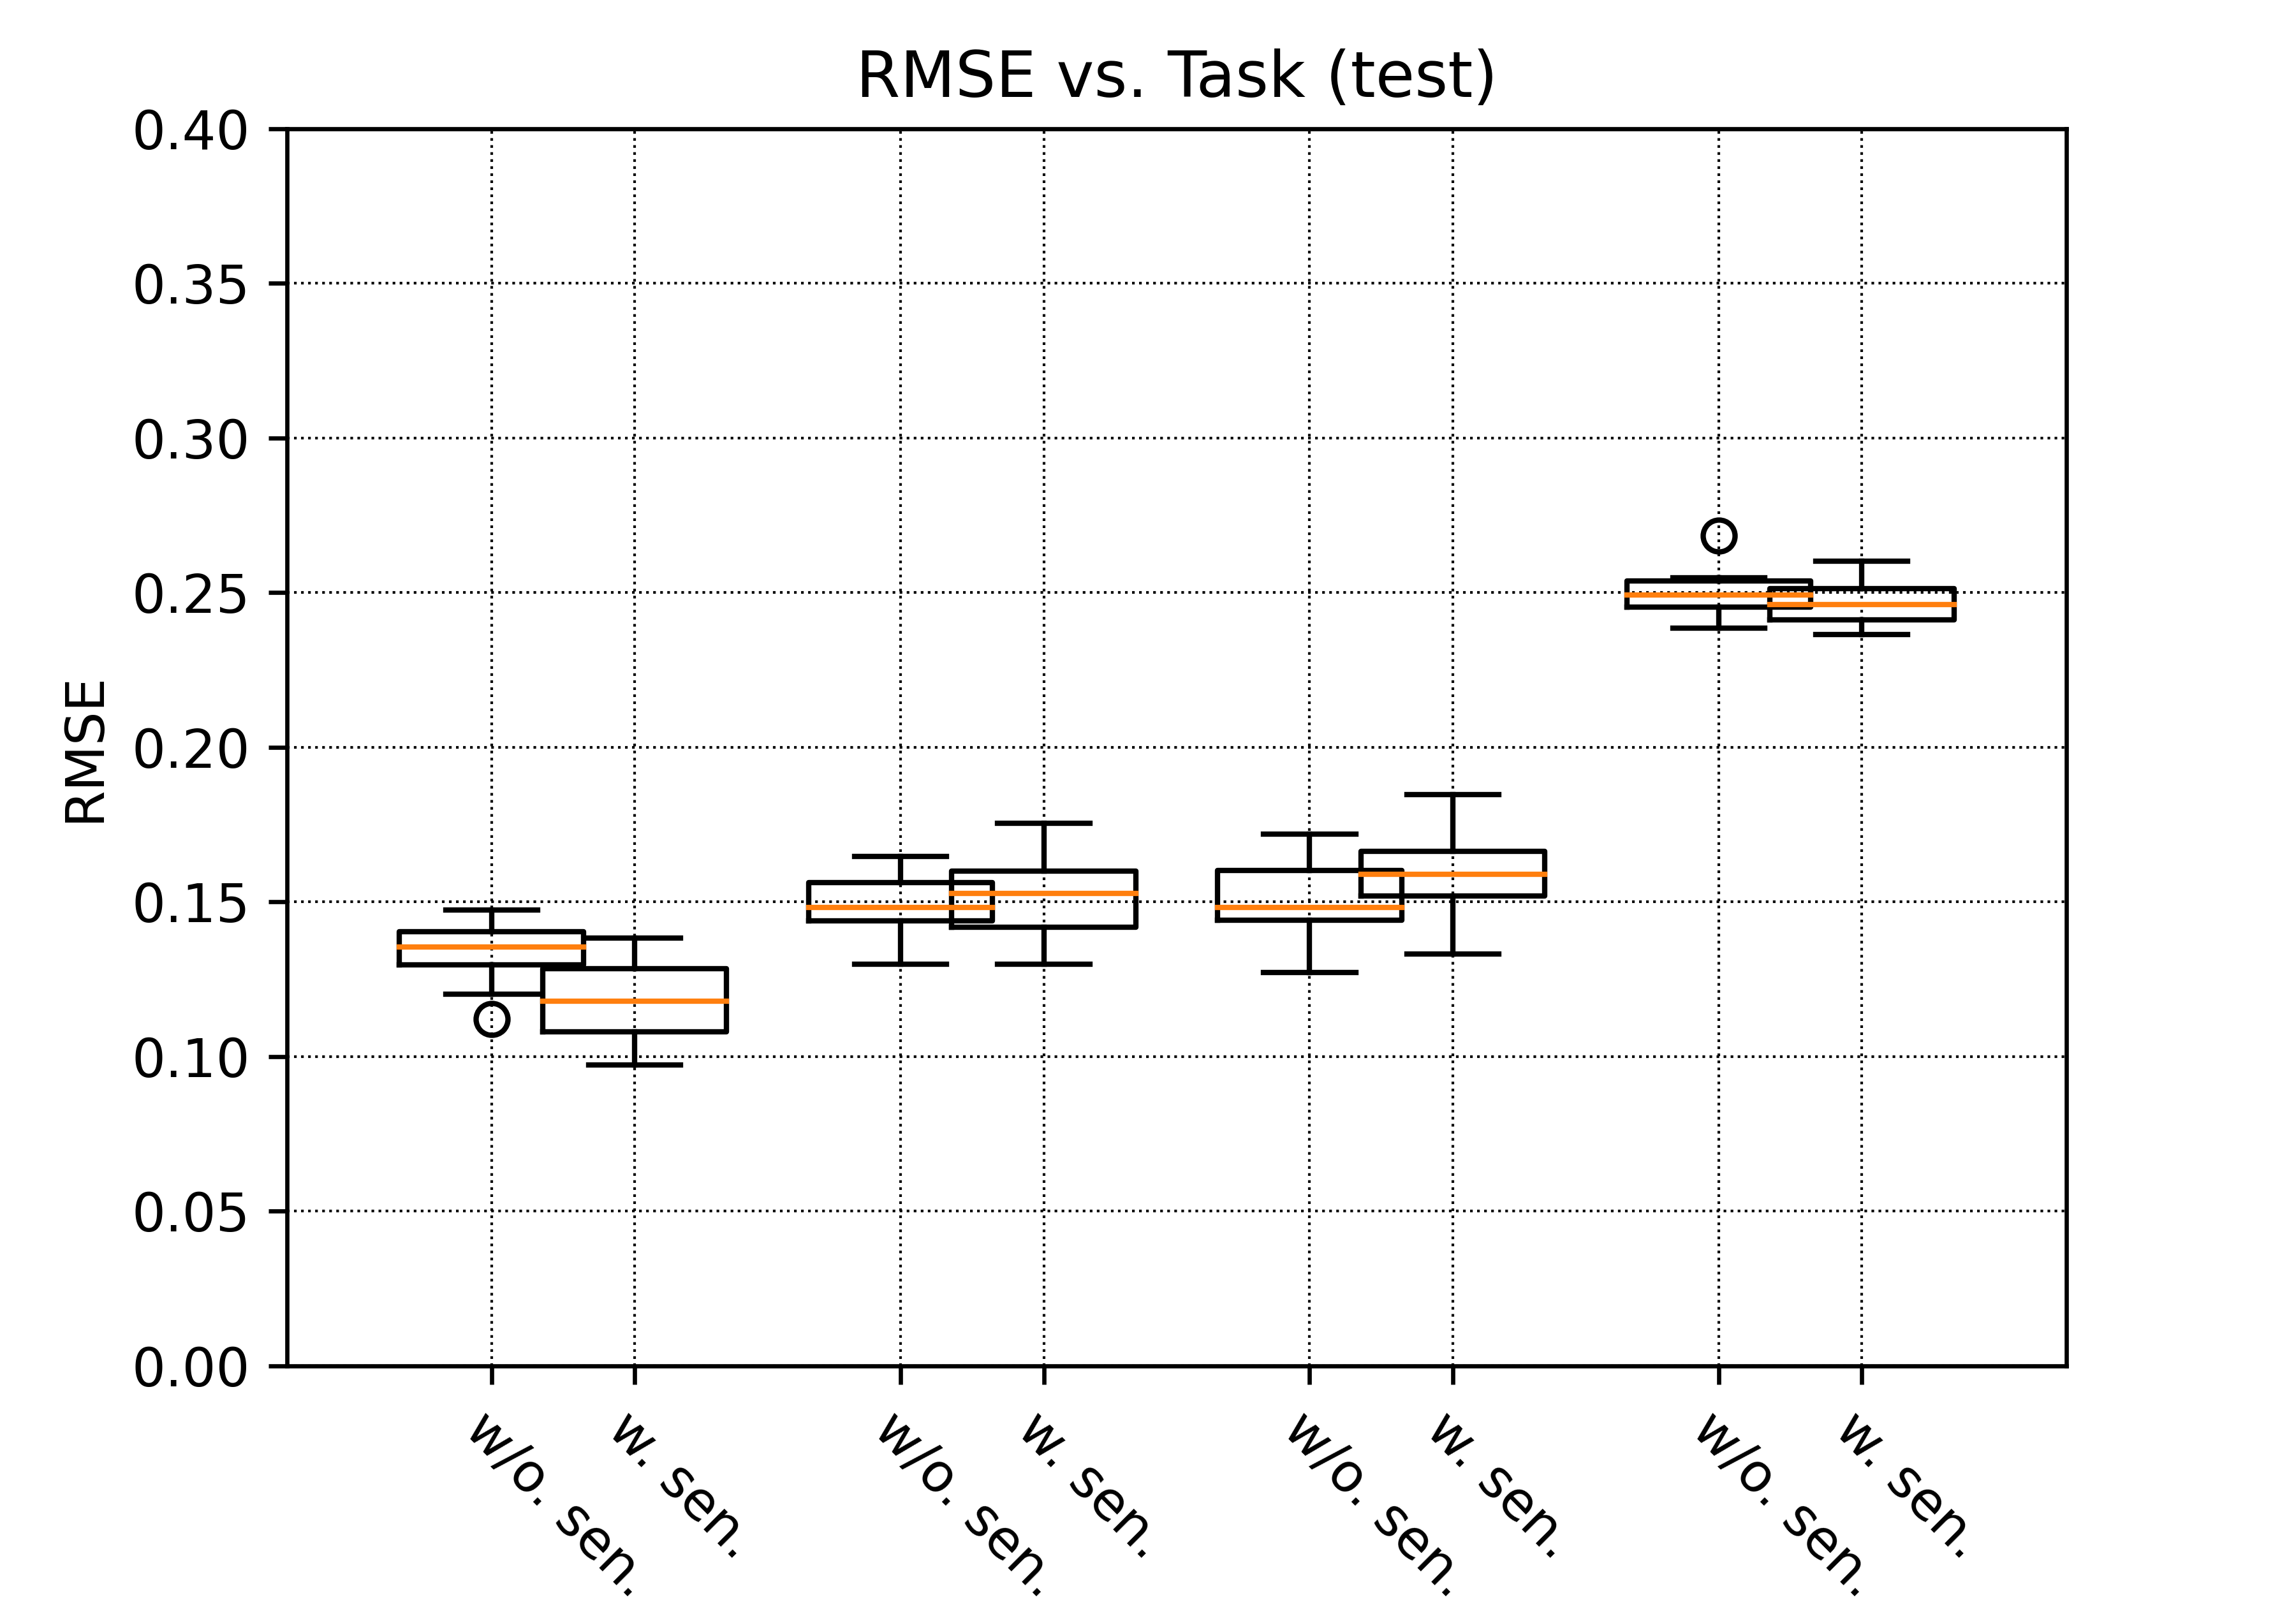 RMSE vs. Task (test)
0.40
0.35
0.30
0.25
0.20
0.15
0.10
0.05
0.00
RMSE
w/o. sen.
w. sen.
w/o. sen.
w. sen.
w/o. sen.
w. sen.
w/o. sen.
w. sen.